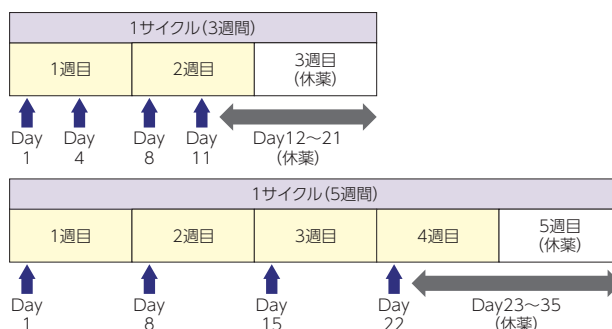 1サイクル（3週間）
1週目
2週目
3週目
（休薬）
Day
1
Day
4
Day
8
Day
11
Day12〜21
（休薬）
1サイクル（5週間）
1週目
2週目
3週目
4週目
5週目
（休薬）
Day
1
Day
8
Day
15
Day
22
Day23〜35
（休薬）